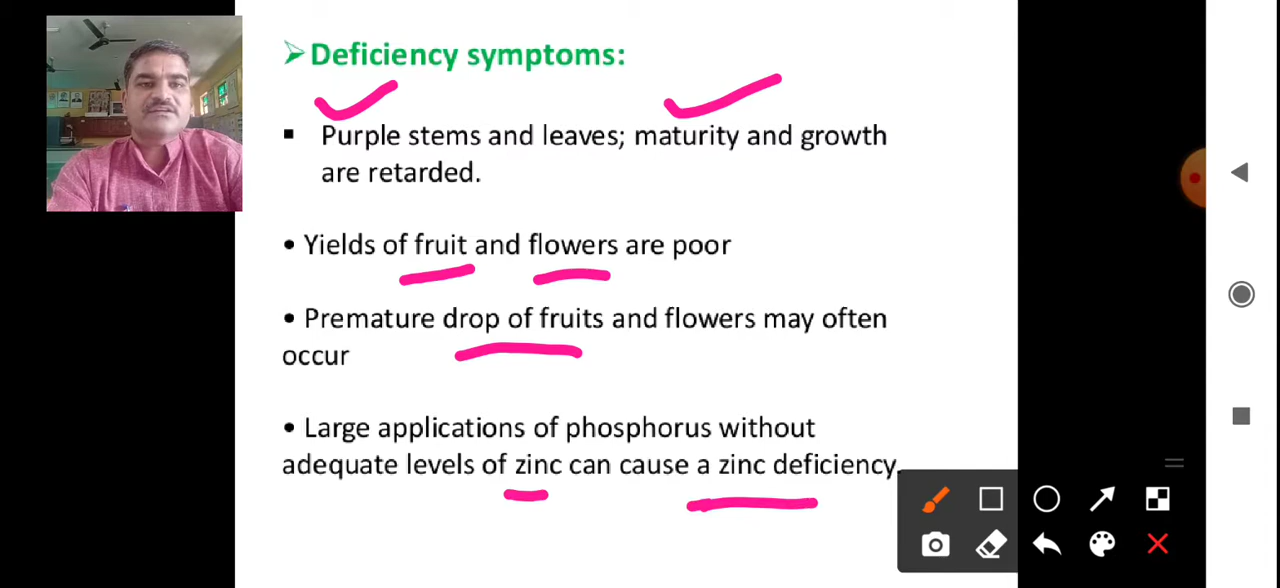 Deficiency symptoms:
Purple stems and leaves; maturity and growth
are retarded.
• Yields of fruit and flowers are poor
• Premature drop of fruits and flowers may often
occur
• Large applications of phosphorus without
adequate levels of zinc can cause a zinc deficiency.